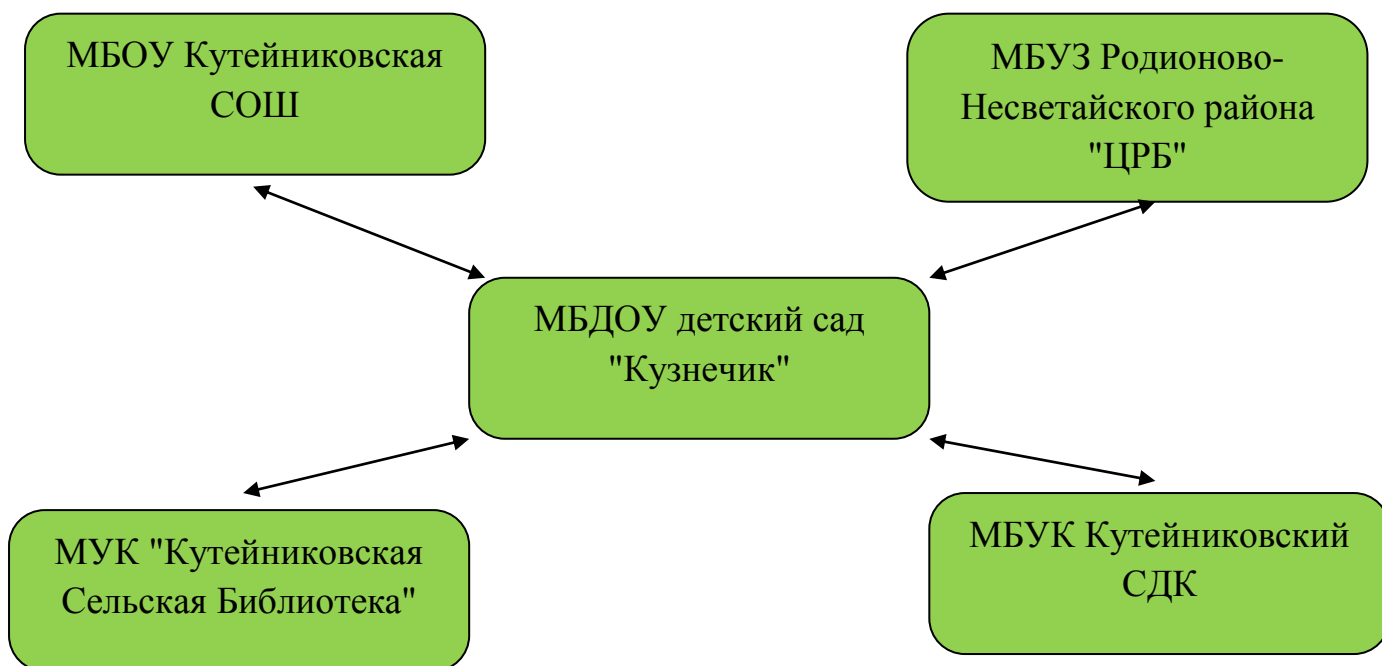 МБОУ Кутейниковская
СОШ
МБУЗ Родионово-
Несветайского района
"ЦРБ"
МБДОУ детский сад
"Кузнечик"
МУК "Кутейниковская
Сельская Библиотека"
МБУК Кутейниковский
СДК